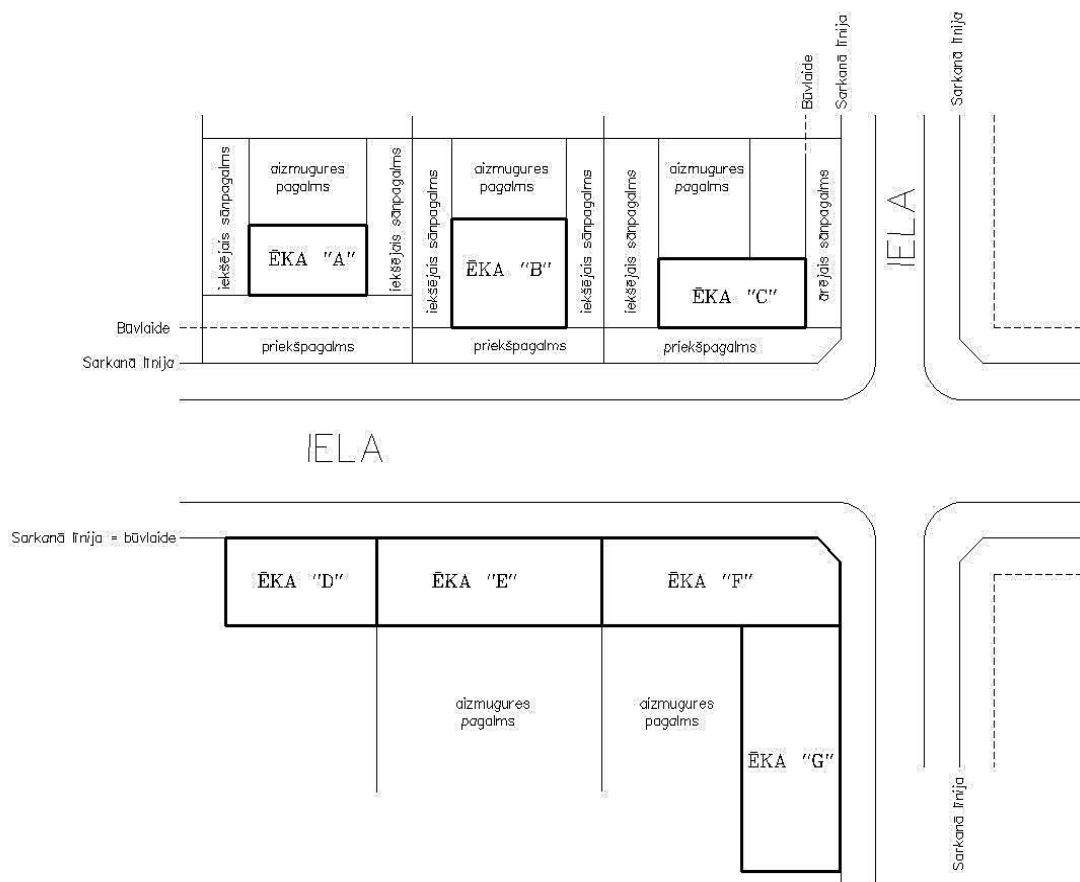 Būvlaide
Sarkanā līnija
Sarkanā līnija
iekšējais sānpagalms
aizmugures
pagalms
iekšējais sānpagalms
iekšējais sānpagalms
aizmugures
pagalms
iekšējais sānpagalms
iekšējais sānpagalms
aizmugures
pagalms
ārējais sānpagalms
IELA
ĒKA "A"
ĒKA "B"
ĒKA "C"
Būvlaide
priekšpagalms
priekšpagalms
priekšpagalms
Sarkanā līnija
IELA
Sarkanā līnija = būvlaide
ĒKA "D"
ĒKA "E"
ĒKA "F"
aizmugures
pagalms
aizmugures
pagalms
ĒKA "G"
Sarkanā līnija